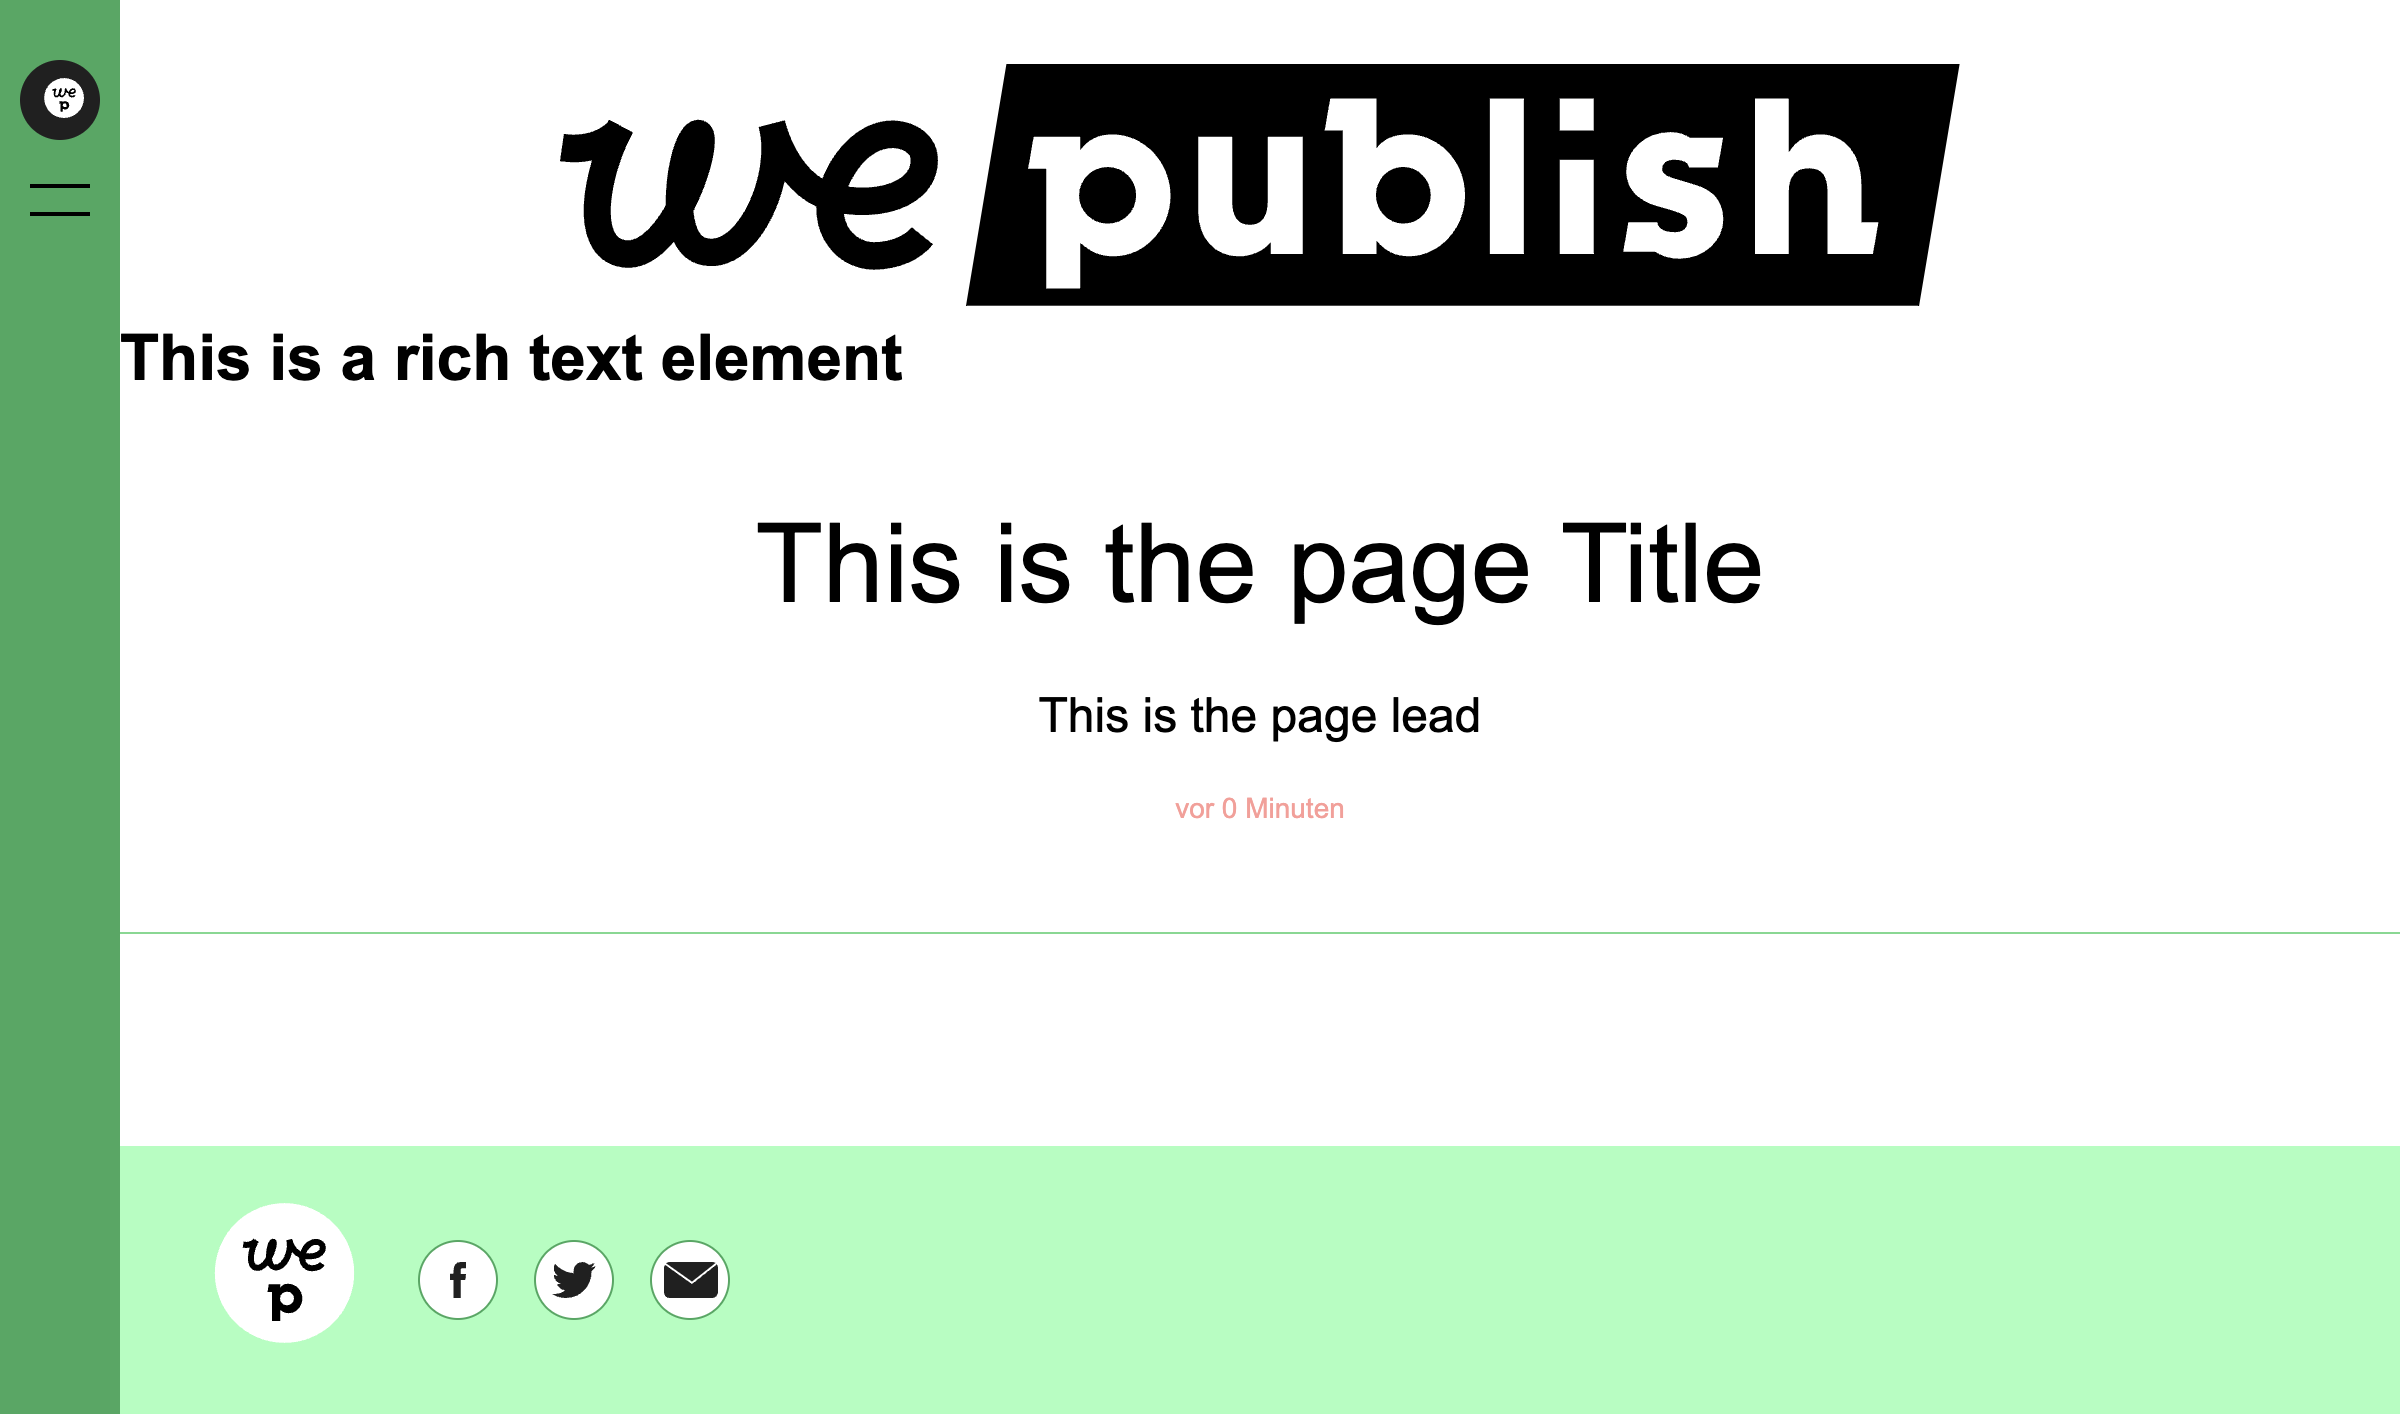 we
p
we publish
This is a rich text element
This is the page Title
This is the page lead
vor 0 Minuten
we
p
f